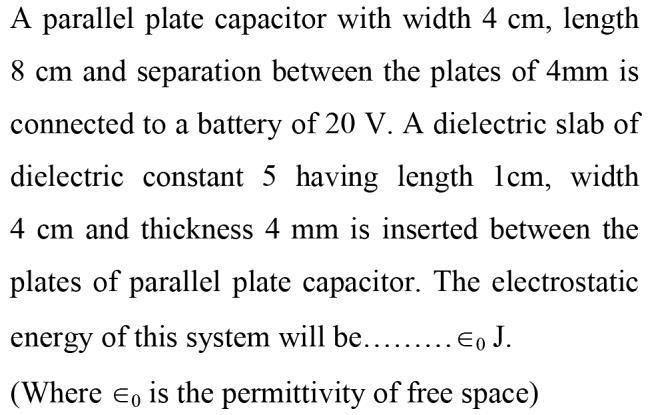 A parallel plate capacitor with width 4 cm, length
8 cm and separation between the plates of 4mm is
connected to a battery of 20 V. A dielectric slab of
dielectric constant 5 having length 1cm, width
4 cm and thickness 4 mm is inserted between the
plates of parallel plate capacitor. The electrostatic
energy of this system will be.........∈₀ J.
(Where ∈₀ is the permittivity of free space)